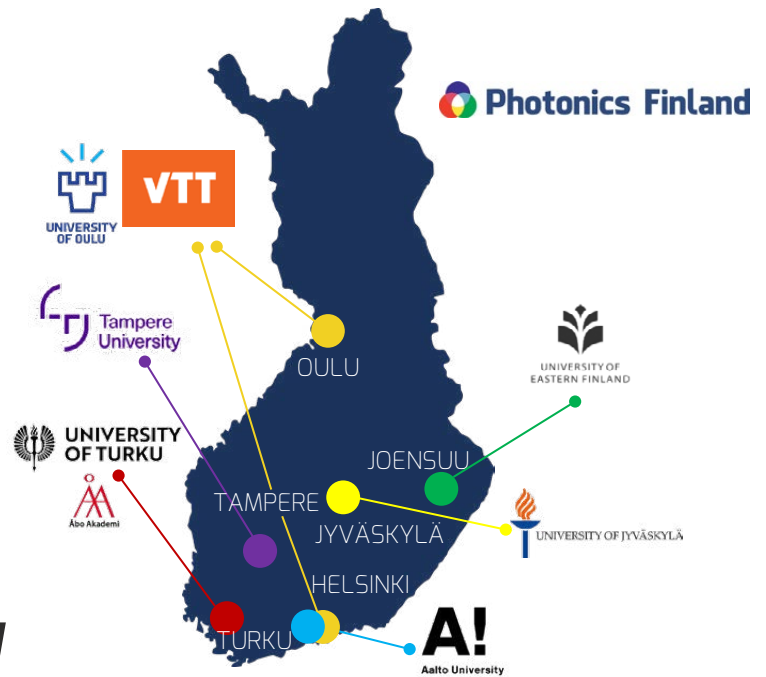 Photonics Finland
UNIVERSITY
OF OULU
VTT
Tampere
University
OULU
UNIVERSITY OF
EASTERN FINLAND
UNIVERSITY
OF TURKU
Åbo Akademi
JOENSUU
TAMPERE
JYVÄSKYLÄ
UNIVERSITY OF JYVÄSKYLÄ
HELSINKI
TURKU
A!
Aalto University